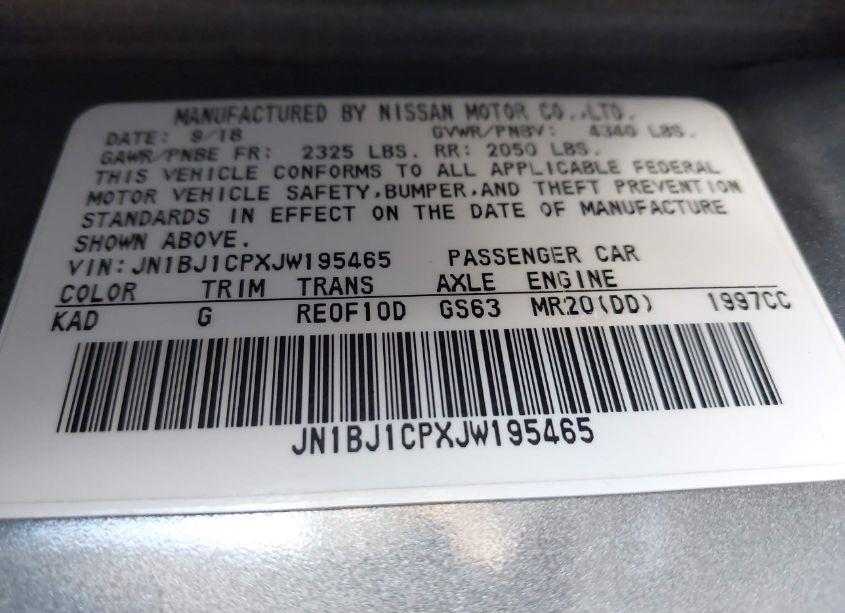 MANUFACTURED BY NISSAN MOTOR CO.,LTD.
DATE: 9/18 GVWR/PNBV: 4340 LBS.
GAWR/PNBE FR: 2325 LBS. RR: 2050 LBS.
THIS VEHICLE CONFORMS TO ALL APPLICABLE FEDERAL
MOTOR VEHICLE SAFETY,BUMPER,AND THEFT PREVENTION
STANDARDS IN EFFECT ON THE DATE OF MANUFACTURE
SHOWN ABOVE.
VIN:JN1BJ1CPXJW195465 PASSENGER CAR
COLOR TRIM TRANS AXLE ENGINE
KAD G RE0F10D GS63 MR20(DD) 1997CC
JN1BJ1CPXJW195465